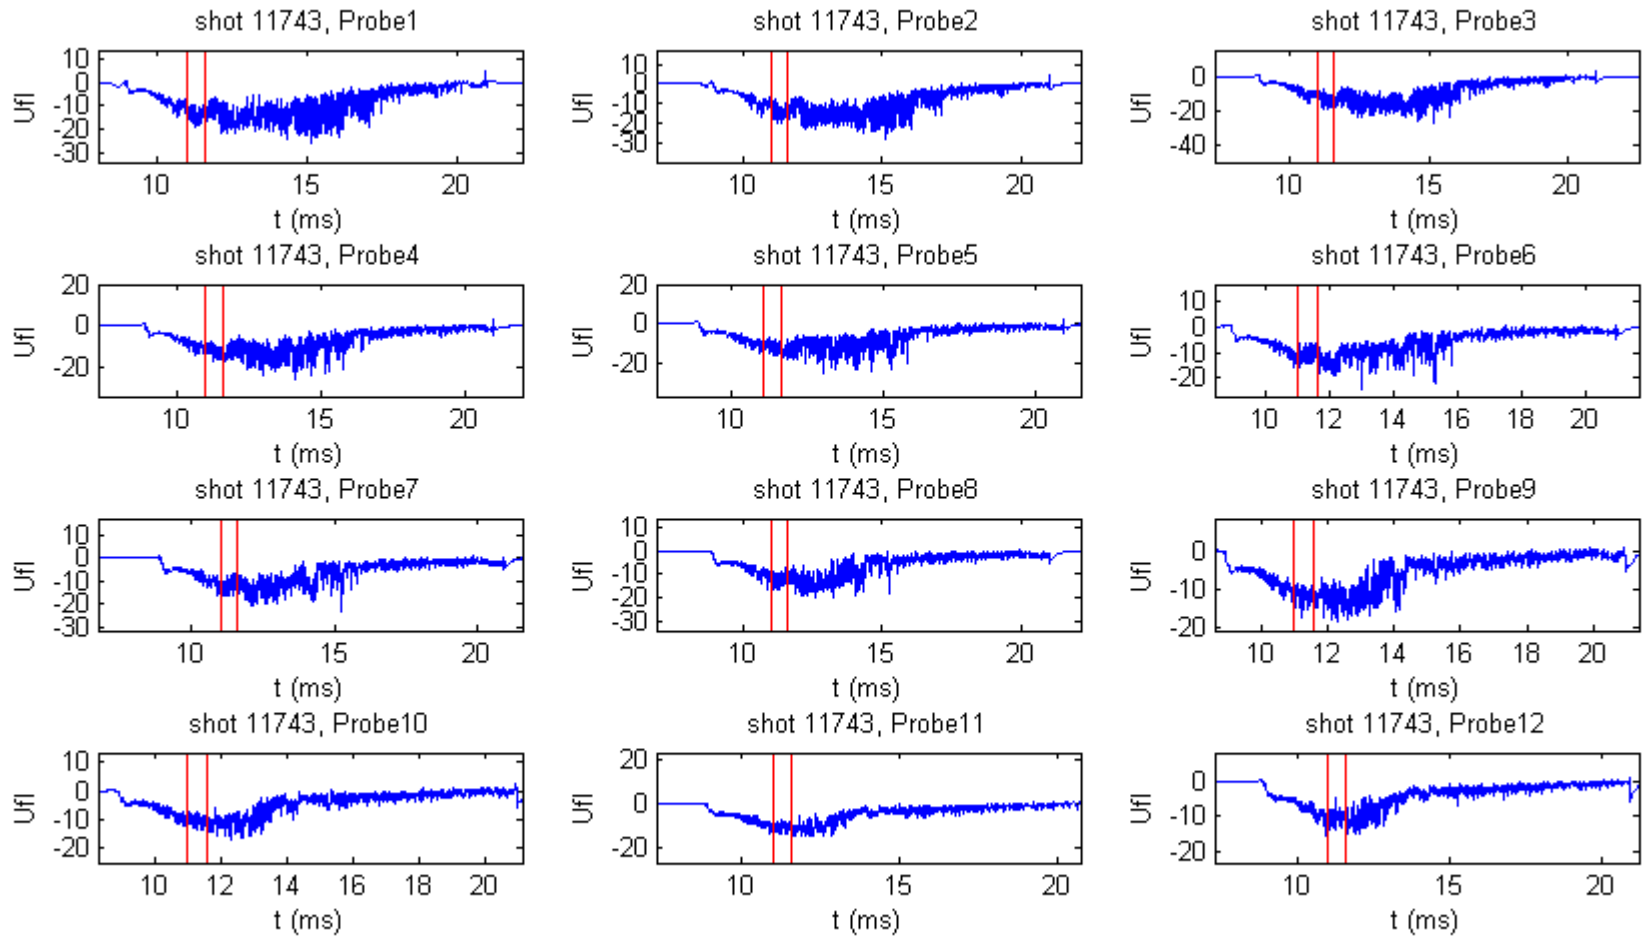 shot 11743, Probe1
shot 11743, Probe2
shot 11743, Probe3
10
0
-10
-20
-30
Ufl
10
0
-10
-20
-30
Ufl
0
-20
-40
Ufl
10 15 20
10 15 20
10 15 20
t (ms)
t (ms)
t (ms)
shot 11743, Probe4
shot 11743, Probe5
shot 11743, Probe6
20
0
-20
Ufl
20
0
-20
Ufl
10
0
-10
-20
Ufl
10 15 20
10 15 20
10 12 14 16 18 20
t (ms)
t (ms)
t (ms)
shot 11743, Probe7
shot 11743, Probe8
shot 11743, Probe9
10
0
-10
-20
-30
Ufl
10
0
-10
-20
-30
Ufl
0
-10
-20
Ufl
10 15 20
10 15 20
10 12 14 16 18 20
t (ms)
t (ms)
t (ms)
shot 11743, Probe10
shot 11743, Probe11
shot 11743, Probe12
10
0
-10
-20
Ufl
20
0
-20
Ufl
0
-10
-20
Ufl
10 12 14 16 18 20
10 15 20
10 15 20
t (ms)
t (ms)
t (ms)